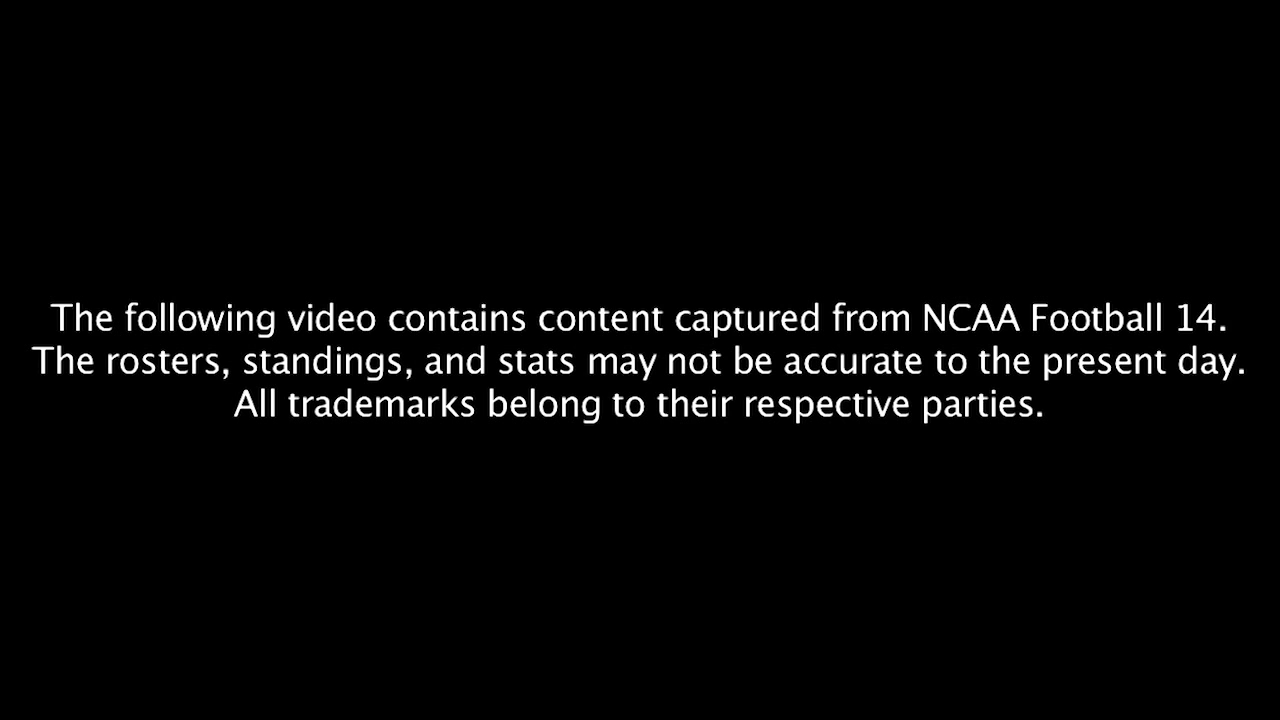 The following video contains content captured from NCAA Football 14.
The rosters, standings, and stats may not be accurate to the present day.
All trademarks belong to their respective parties.